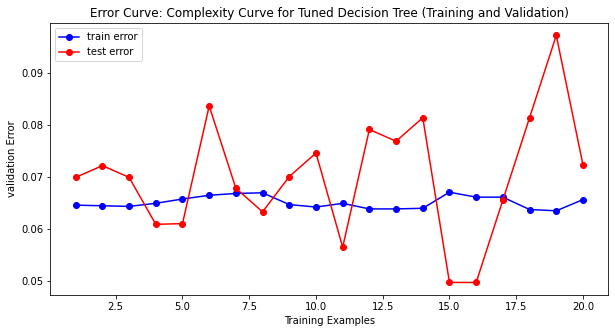 Error Curve: Complexity Curve for Tuned Decision Tree (Training and Validation)
train error
test error
validation Error
0.09
0.08
0.07
0.06
0.05
2.5 5.0 7.5 10.0 12.5 15.0 17.5 20.0
Training Examples